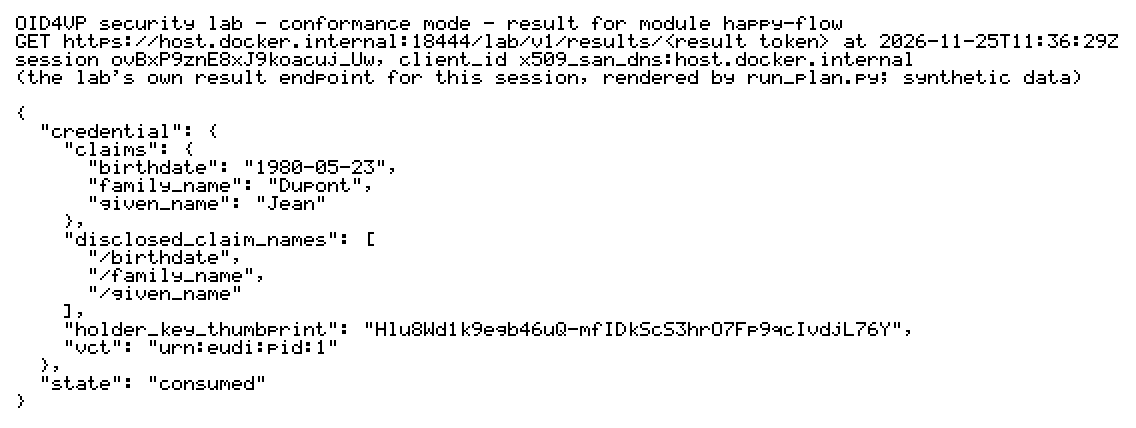 OID4VP security lab - conformance mode - result for module happy-flow
GET https://host.docker.internal:18444/lab/v1/results/<result token> at 2026-11-25T11:36:29Z
session ovBxP9znE8xJ9koacuj_Uw, client_id x509_san_dns:host.docker.internal
(the lab's own result endpoint for this session, rendered by run_plan.py; synthetic data)
{
  "credential": {
    "claims": {
      "birthdate": "1980-05-23",
      "family_name": "Dupont",
      "given_name": "Jean"
    },
    "disclosed_claim_names": [
      "/birthdate",
      "/family_name",
      "/given_name"
    ],
    "holder_key_thumbprint": "Hlu8Wd1k9egb46uQ-mfIDkScS3hrO7Fp9qcIvdjL76Y",
    "vct": "urn:eudi:pid:1"
  },
  "state": "consumed"
}